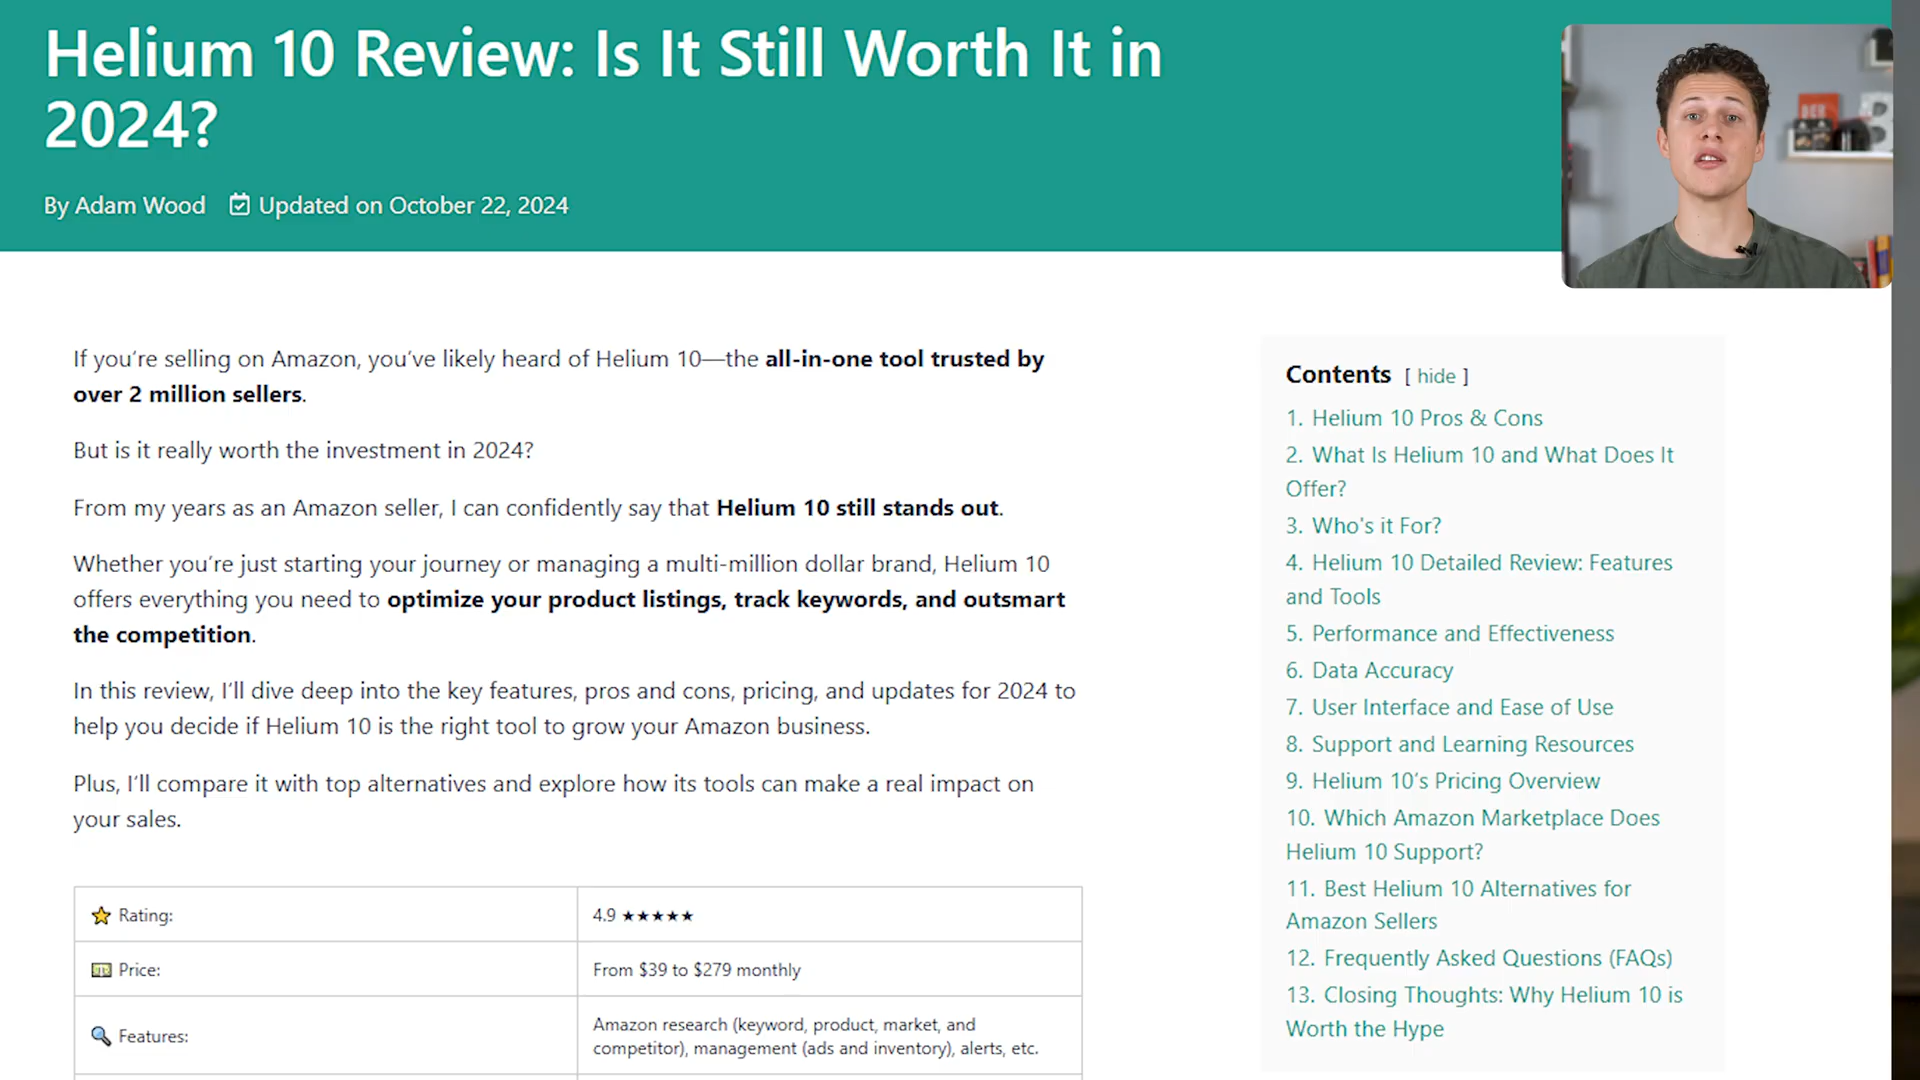 Helium 10 Review: Is It Still Worth It in
2024?
By Adam Wood Updated on October 22, 2024
If you're selling on Amazon, you've likely heard of Helium 10—the all-in-one tool trusted by
over 2 million sellers.
But is it really worth the investment in 2024?
From my years as an Amazon seller, I can confidently say that Helium 10 still stands out.
Whether you're just starting your journey or managing a multi-million dollar brand, Helium 10
offers everything you need to optimize your product listings, track keywords, and outsmart
the competition.
In this review, I'll dive deep into the key features, pros and cons, pricing, and updates for 2024 to
help you decide if Helium 10 is the right tool to grow your Amazon business.
Plus, I'll compare it with top alternatives and explore how its tools can make a real impact on
your sales.
⭐ Rating: 4.9 ★★★★★
💵 Price: From $39 to $279 monthly
🔍 Features: Amazon research (keyword, product, market, and
competitor), management (ads and inventory), alerts, etc.
Contents [ hide ]
1. Helium 10 Pros & Cons
2. What Is Helium 10 and What Does It
Offer?
3. Who's it For?
4. Helium 10 Detailed Review: Features
and Tools
5. Performance and Effectiveness
6. Data Accuracy
7. User Interface and Ease of Use
8. Support and Learning Resources
9. Helium 10's Pricing Overview
10. Which Amazon Marketplace Does
Helium 10 Support?
11. Best Helium 10 Alternatives for
Amazon Sellers
12. Frequently Asked Questions (FAQs)
13. Closing Thoughts: Why Helium 10 is
Worth the Hype